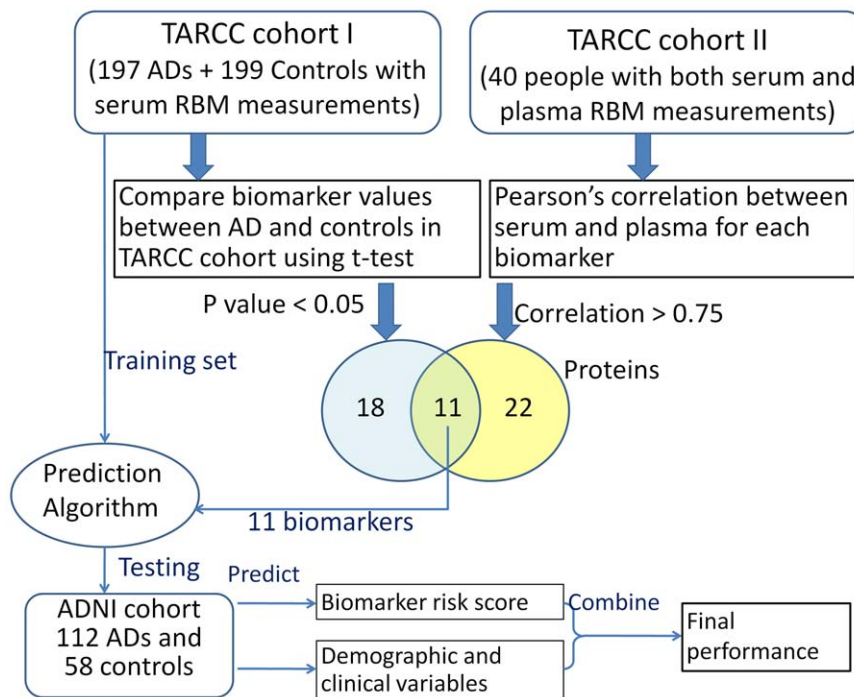 TARCC cohort I
(197 ADs + 199 Controls with
serum RBM measurements)
TARCC cohort II
(40 people with both serum and
plasma RBM measurements)
Compare biomarker values
between AD and controls in
TARCC cohort using t-test
Pearson's correlation between
serum and plasma for each
biomarker
P value < 0.05
Correlation > 0.75
Training set
Proteins
18
11
22
Prediction
Algorithm
11 biomarkers
Testing
Predict
ADNI cohort
112 ADs and
58 controls
Biomarker risk score
Combine
Demographic and
clinical variables
Final
performance